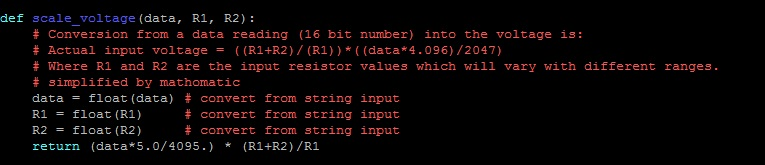 def scale_voltage(data, R1, R2):
# Conversion from a data reading (16 bit number) into the voltage is:
# Actual input voltage = ((R1+R2)/(R1))*((data*4.096)/2047)
# Where R1 and R2 are the input resistor values which will vary with different ranges.
# simplified by mathomatic
data = float(data) # convert from string input
R1 = float(R1) # convert from string input
R2 = float(R2) # convert from string input
return (data*5.0/4095.) * (R1+R2)/R1